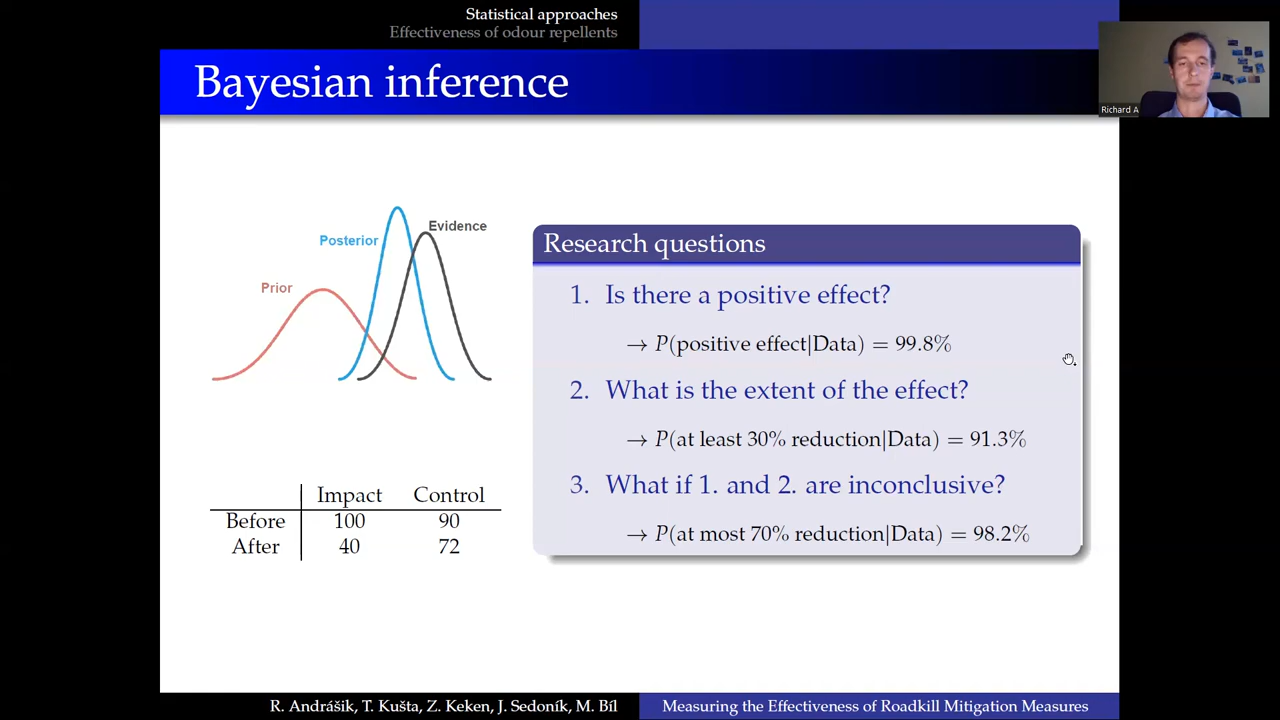 Statistical approaches
Effectiveness of odour repellents
Bayesian inference
Richard A
Prior
Posterior
Evidence
Impact Control
Before 100 90
After 40 72
Research questions
1. Is there a positive effect?
→ P(positive effect|Data) = 99.8%
2. What is the extent of the effect?
→ P(at least 30% reduction|Data) = 91.3%
3. What if 1. and 2. are inconclusive?
→ P(at most 70% reduction|Data) = 98.2%
R. Andrášik, T. Kušta, Z. Keken, J. Sedoník, M. Bíl
Measuring the Effectiveness of Roadkill Mitigation Measures